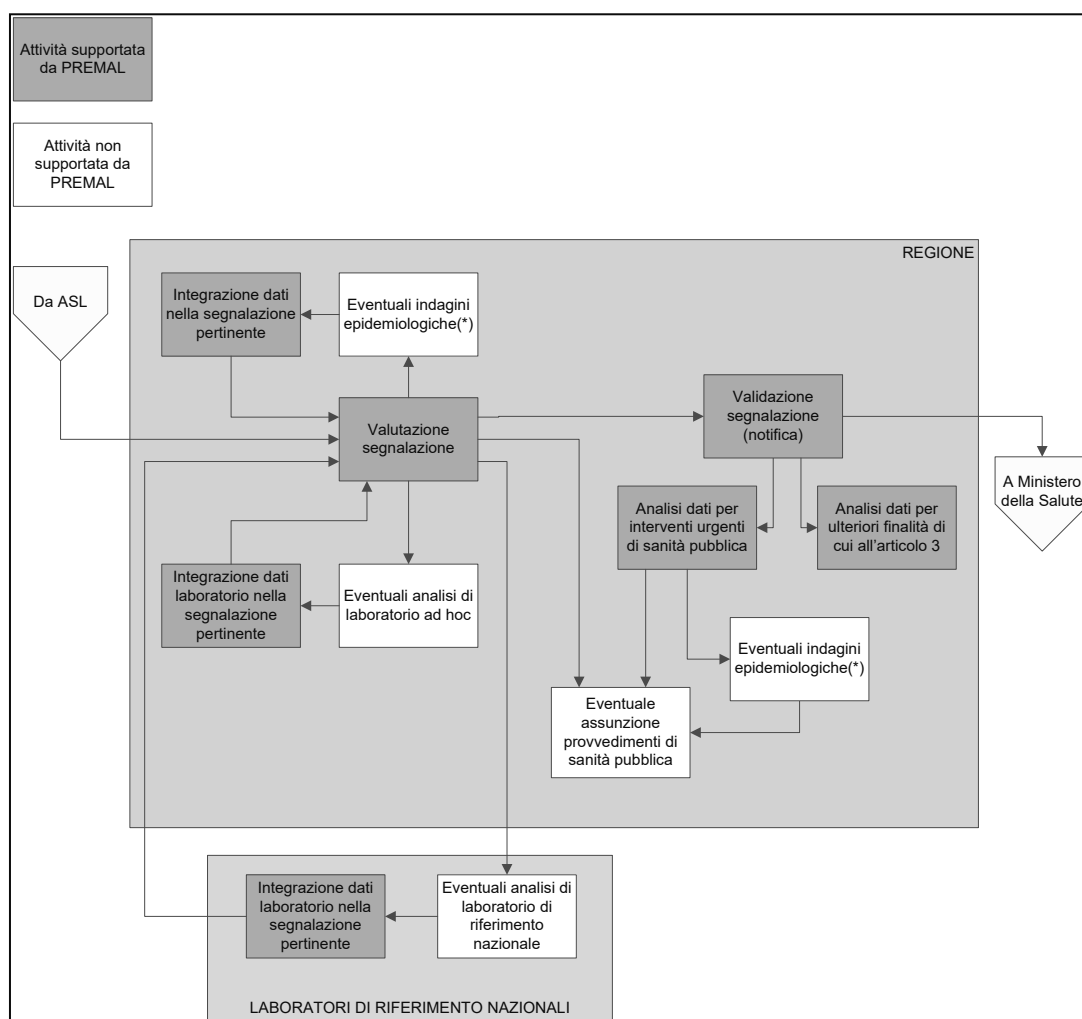 Attività supportata
da PREMAL
Attività non
supportata da
PREMAL
REGIONE
Da ASL
Integrazione dati
nella segnalazione
pertinente
Eventuali indagini
epidemiologiche(*)
Valutazione
segnalazione
Validazione
segnalazione
(notifica)
A Ministero
della Salute
Analisi dati per
interventi urgenti
di sanità pubblica
Analisi dati per
ulteriori finalità di
cui all’articolo 3
Integrazione dati
laboratorio nella
segnalazione
pertinente
Eventuali analisi di
laboratorio ad hoc
Eventuali indagini
epidemiologiche(*)
Eventuale
assunzione
provvedimenti di
sanità pubblica
Integrazione dati
laboratorio nella
segnalazione
pertinente
Eventuali analisi di
laboratorio di
riferimento
nazionale
LABORATORI DI RIFERIMENTO NAZIONALI